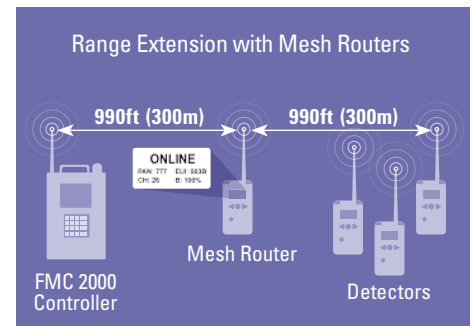 Range Extension with Mesh Routers
990ft (300m) 990ft (300m)
ONLINE
PAN: 777 EUI: 003B
CH: 26 B: 100%
Mesh Router
FMC 2000
Controller
Detectors